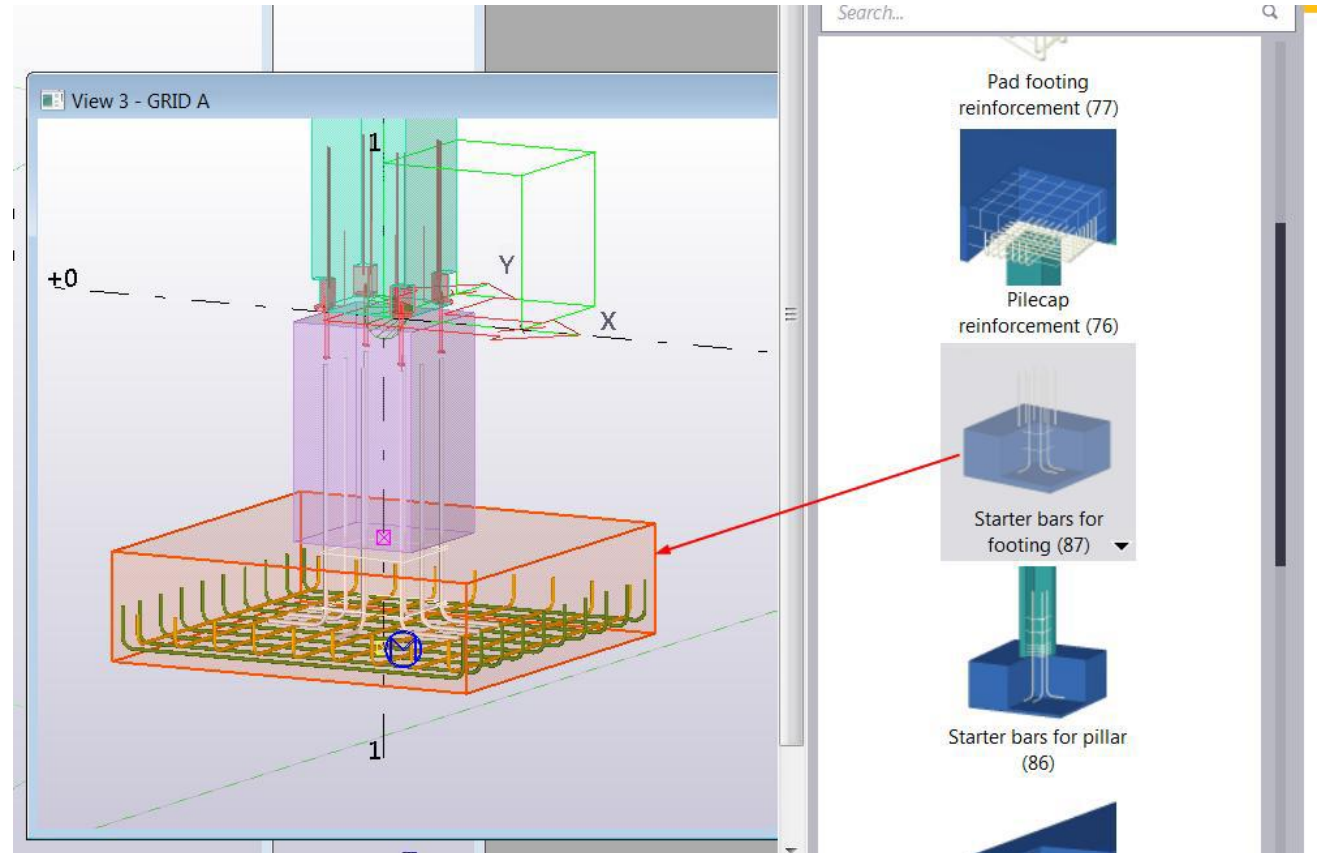 Search...
View 3 - GRID A
1
+0
Y
X
1
Pad footing
reinforcement (77)
Pilecap
reinforcement (76)
Starter bars for
footing (87)
Starter bars for pillar
(86)